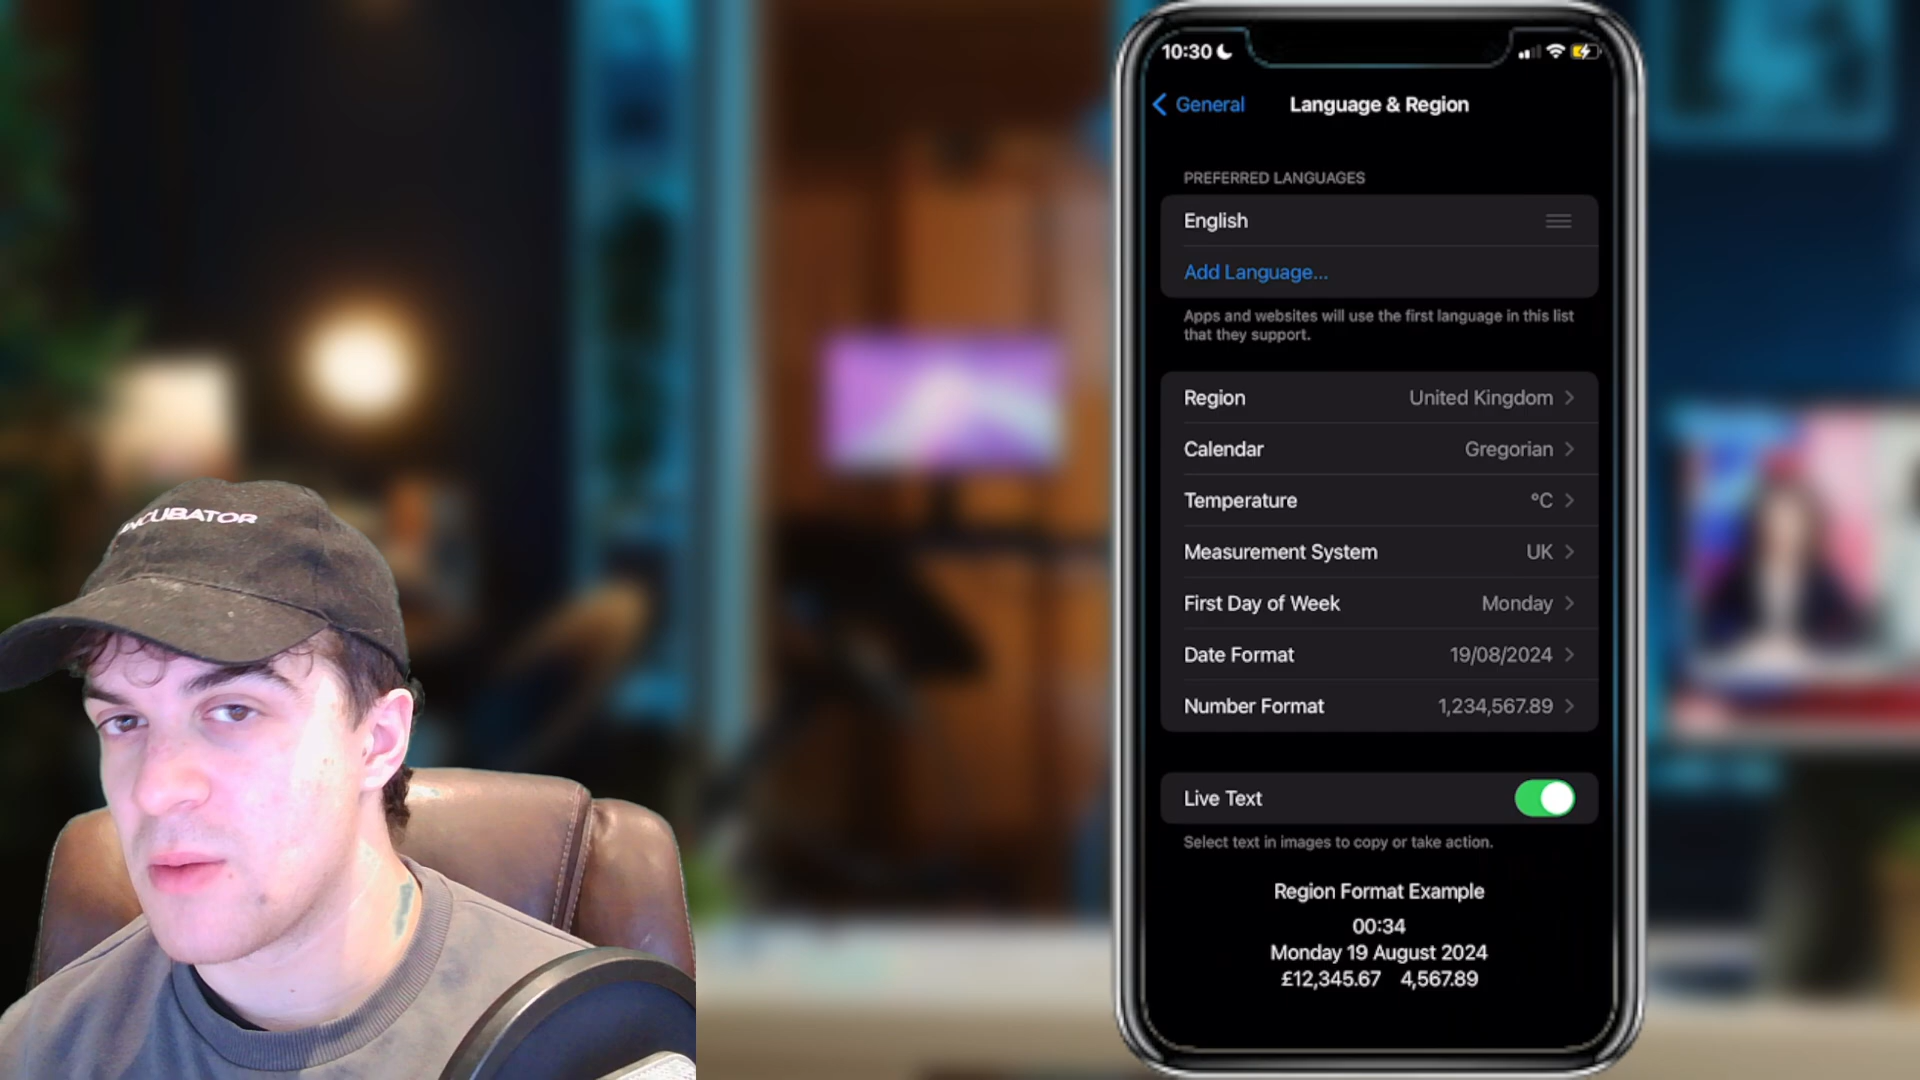 10:30
General
Language & Region
PREFERRED LANGUAGES
English
Add Language...
Apps and websites will use the first language in this list
that they support.
Region United Kingdom
Calendar Gregorian
Temperature °C
Measurement System UK
First Day of Week Monday
Date Format 19/08/2024
Number Format 1,234,567.89
Live Text
Select text in images to copy or take action.
Region Format Example
00:34
Monday 19 August 2024
£12,345.67 4,567.89
INCUBATOR